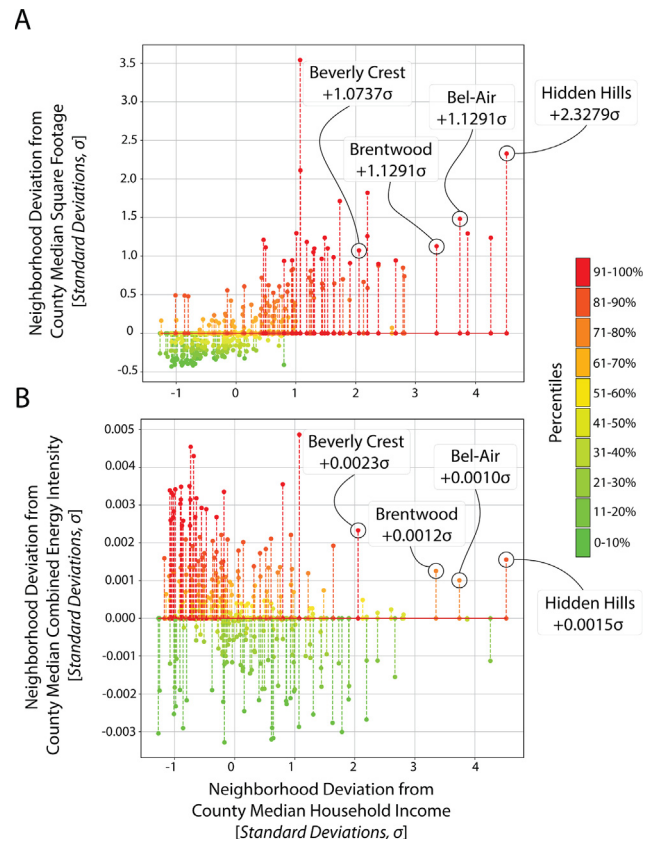 A
Neighborhood Deviation from
County Median Square Footage
[Standard Deviations, σ]
3.5
3.0
2.5
2.0
1.5
1.0
0.5
0
-0.5
-1
0
1
2
3
4
Beverly Crest
+1.0737σ
Brentwood
+1.1291σ
Bel-Air
+1.1291σ
Hidden Hills
+2.3279σ
Percentiles
91-100%
81-90%
71-80%
61-70%
51-60%
41-50%
31-40%
21-30%
11-20%
0-10%
B
Neighborhood Deviation from
County Median Combined Energy Intensity
[Standard Deviations, σ]
0.005
0.004
0.003
0.002
0.001
0.000
-0.001
-0.002
-0.003
Beverly Crest
+0.0023σ
Brentwood
+0.0012σ
Bel-Air
+0.0010σ
Hidden Hills
+0.0015σ
-1
0
1
2
3
4
Neighborhood Deviation from
County Median Household Income
[Standard Deviations, σ]